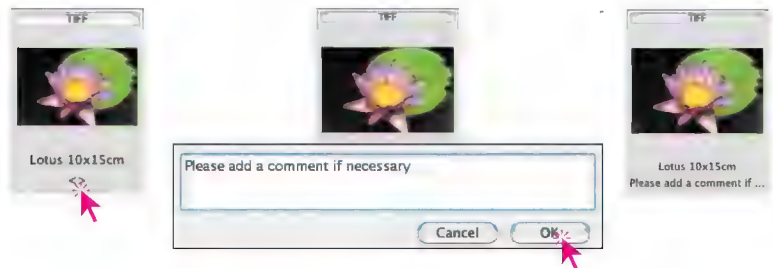 TIFF
Lotus 10x15cm
<>
TIFF
Please add a comment if necessary
Cancel
OK
TIFF
Lotus 10x15cm
Please add a comment if ...